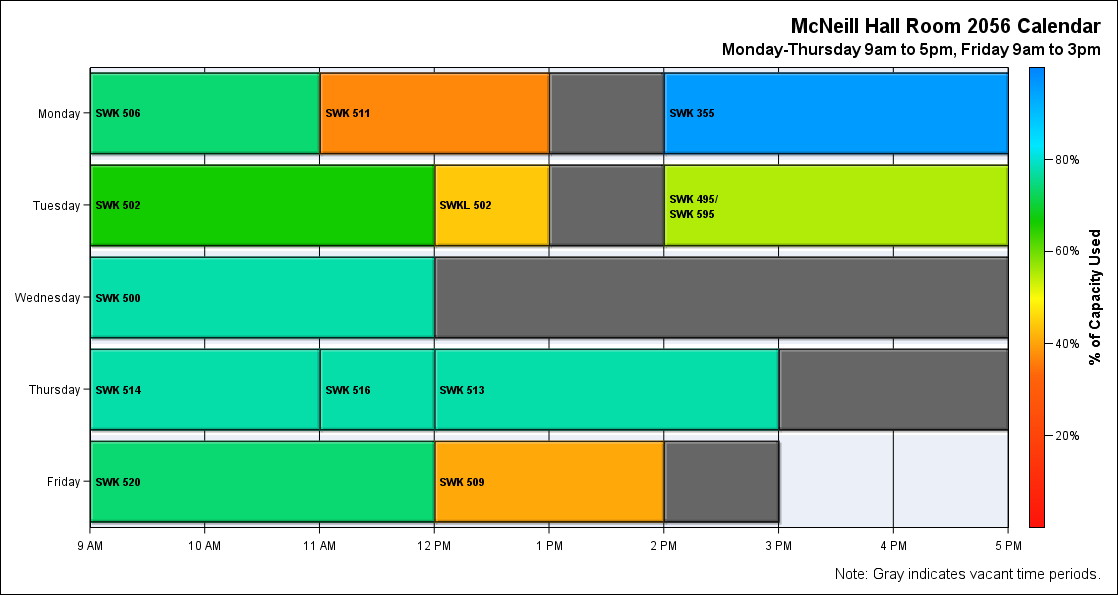 McNeill Hall Room 2056 Calendar
Monday-Thursday 9am to 5pm, Friday 9am to 3pm
Monday
SWK 506
SWK 511
SWK 355
Tuesday
SWK 502
SWKL 502
SWK 495/
SWK 595
Wednesday
SWK 500
Thursday
SWK 514
SWK 516
SWK 513
Friday
SWK 520
SWK 509
9 AM
10 AM
11 AM
12 PM
1 PM
2 PM
3 PM
4 PM
5 PM
80%
60%
40%
20%
% of Capacity Used
Note: Gray indicates vacant time periods.